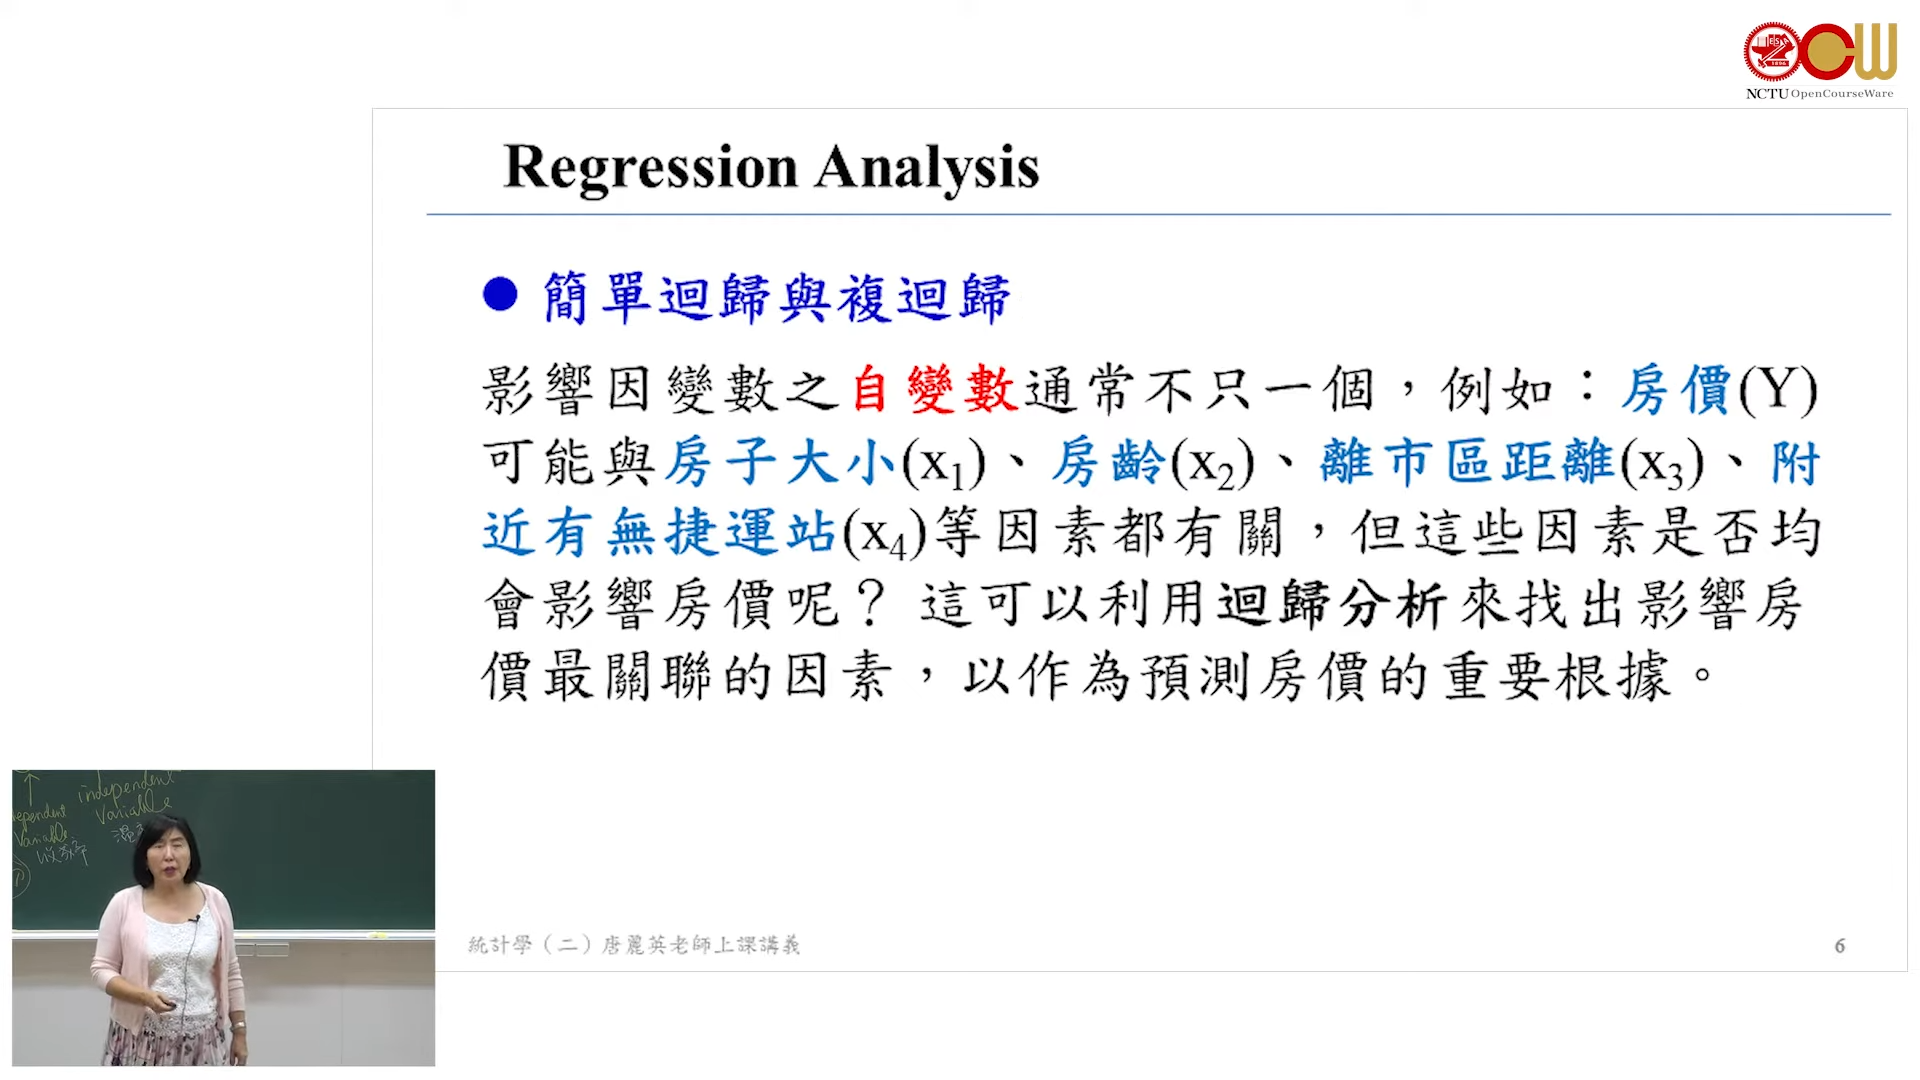 NCTU OpenCourseWare
Regression Analysis
● 簡單迴歸與複迴歸
影響因變數之自變數通常不只一個，例如：房價(Y)
可能與房子大小(x₁)、房齡(x₂)、離市區距離(x₃)、附
近有無捷運站(x₄)等因素都有關，但這些因素是否均
會影響房價呢？ 這可以利用迴歸分析來找出影響房
價最關聯的因素，以作為預測房價的重要根據。
independent
Variable
Variable
統計學（二）唐麗英老師上課講義
6